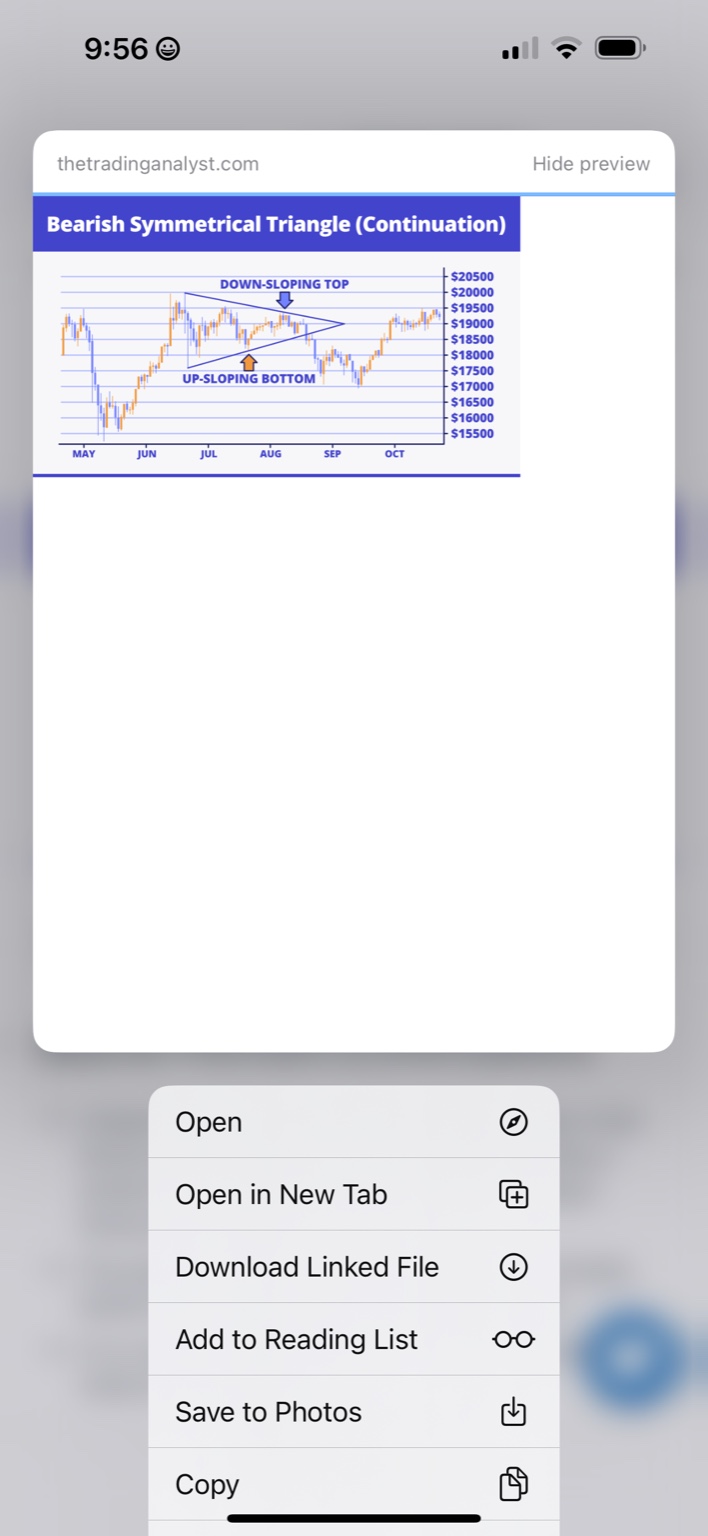 9:56
thetradinganalyst.com Hide preview
Bearish Symmetrical Triangle (Continuation)
DOWN-SLOPING TOP
UP-SLOPING BOTTOM
$20500
$20000
$19500
$19000
$18500
$18000
$17500
$17000
$16500
$16000
$15500
MAY JUN JUL AUG SEP OCT
Open
Open in New Tab
Download Linked File
Add to Reading List
Save to Photos
Copy